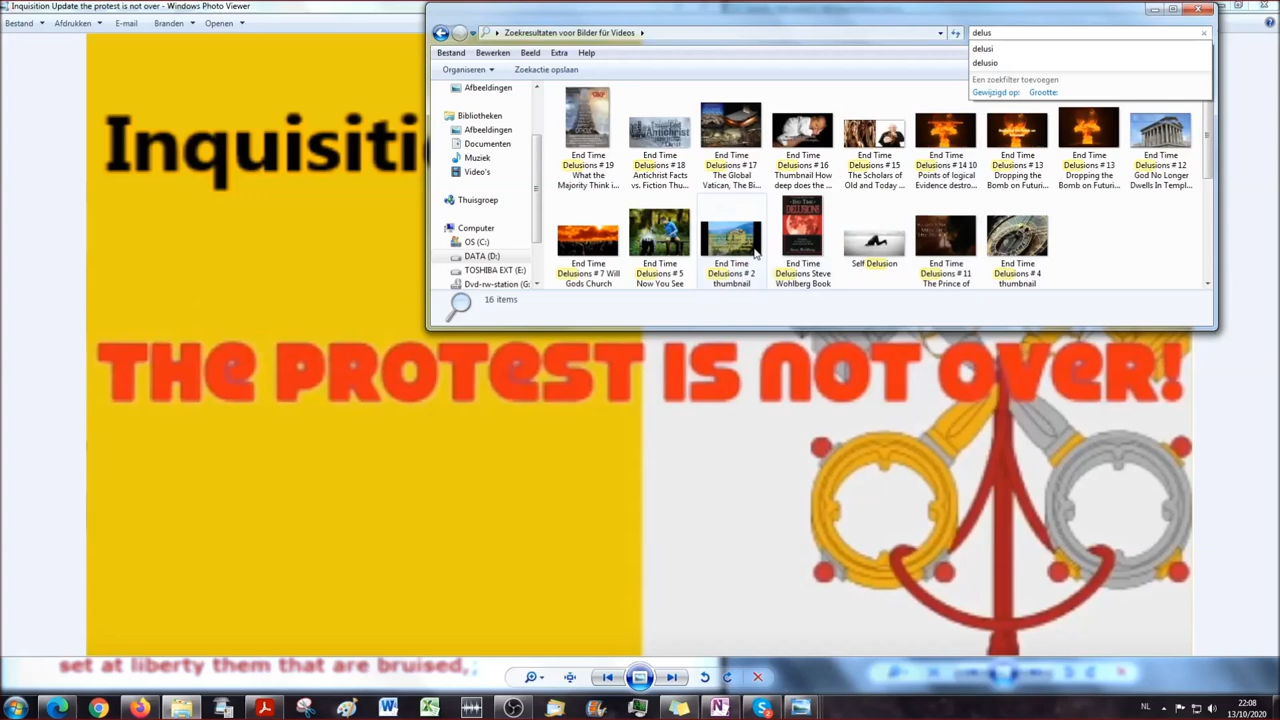 Inquisition Update the protest is not over - Windows Photo Viewer
Bestand Afdrukken E-mail Branden Openen
Zoekresultaten voor Bilder für Videos
delus
Bestand Bewerken Beeld Extra Help
delusi
Organiseren Zoekactie opslaan
delusio
Een zoekfilter toevoegen
Gewijzigd op: Grootte:
Afbeeldingen
Bibliotheken
Afbeeldingen
Documenten
Muziek
Video's
Thuisgroep
Computer
OS (C:)
DATA (D:)
TOSHIBA EXT (E:)
Dvd-rw-station (G:
End Time Delusions # 19 What the Majority Think i...
End Time Delusions # 18 Antichrist Facts vs. Fiction Thu...
End Time Delusions # 17 The Global Vatican, The Bi...
End Time Delusions # 16 Thumbnail How deep does the ...
End Time Delusions # 15 The Scholars of Old and Today ...
End Time Delusions # 14 10 Points of logical Evidence destro...
End Time Delusions # 13 Dropping the Bomb on Futuri...
End Time Delusions # 13 Dropping the Bomb on Futuri...
End Time Delusions # 12 God No Longer Dwells In Templ...
End Time Delusions # 7 Will Gods Church
End Time Delusions # 5 Now You See
End Time Delusions # 2 thumbnail
End Time Delusions Steve Wohlberg Book
Self Delusion
End Time Delusions # 11 The Prince of
End Time Delusions # 4 thumbnail
16 items
Inquisiti
THE PROTEST IS NOT OVER!
set at liberty them that are bruised,
NL
22:08
13/10/2020